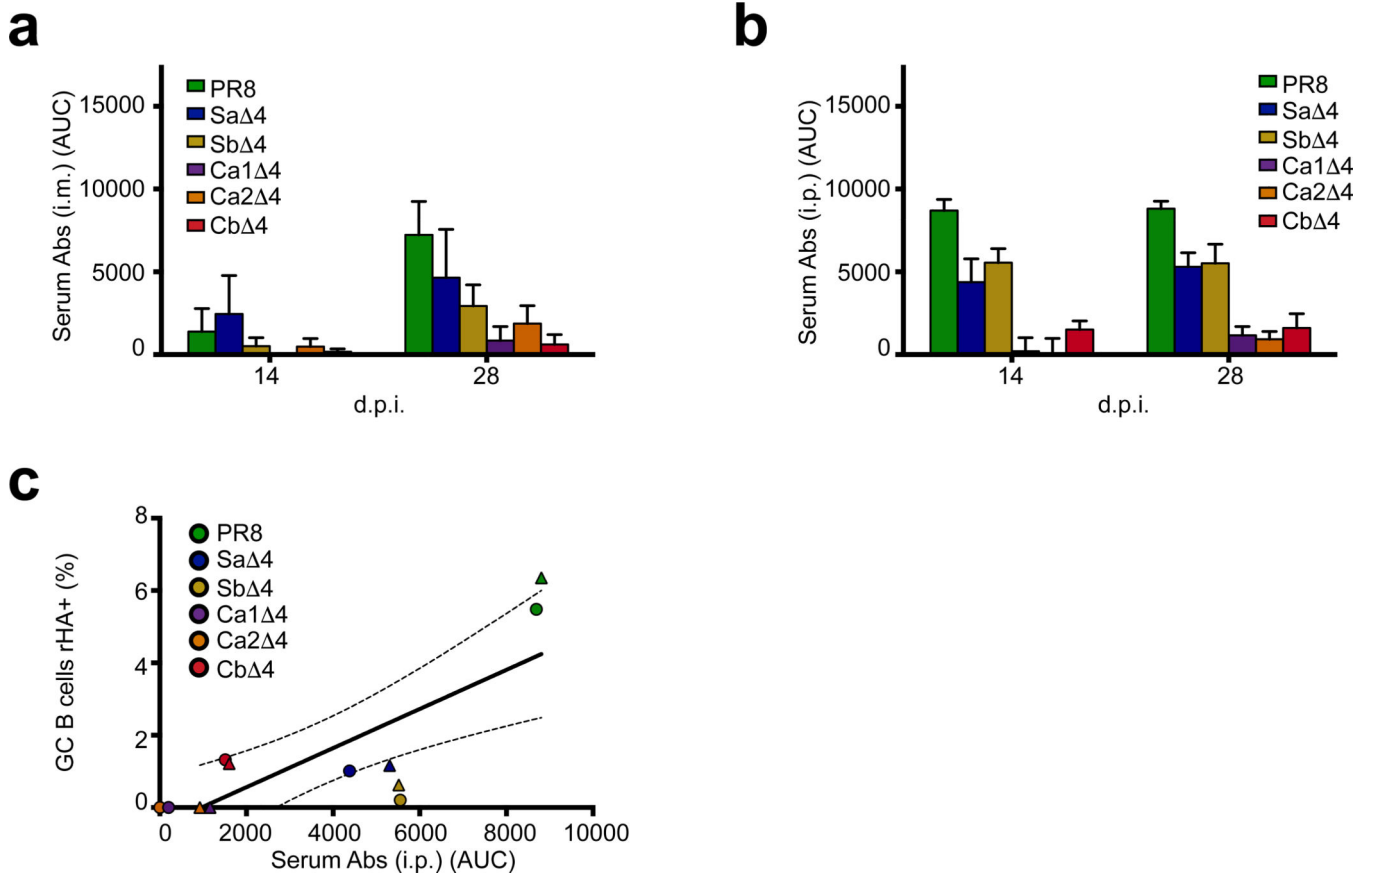 a
Serum Abs (i.m.) (AUC)
15000
10000
5000
0
PR8
SaΔ4
SbΔ4
Ca1Δ4
Ca2Δ4
CbΔ4
14
28
d.p.i.
b
Serum Abs (i.p.) (AUC)
15000
10000
5000
0
PR8
SaΔ4
SbΔ4
Ca1Δ4
Ca2Δ4
CbΔ4
14
28
d.p.i.
c
GC B cells rHA+ (%)
8
6
4
2
0
PR8
SaΔ4
SbΔ4
Ca1Δ4
Ca2Δ4
CbΔ4
0
2000
4000
6000
8000
10000
Serum Abs (i.p.) (AUC)